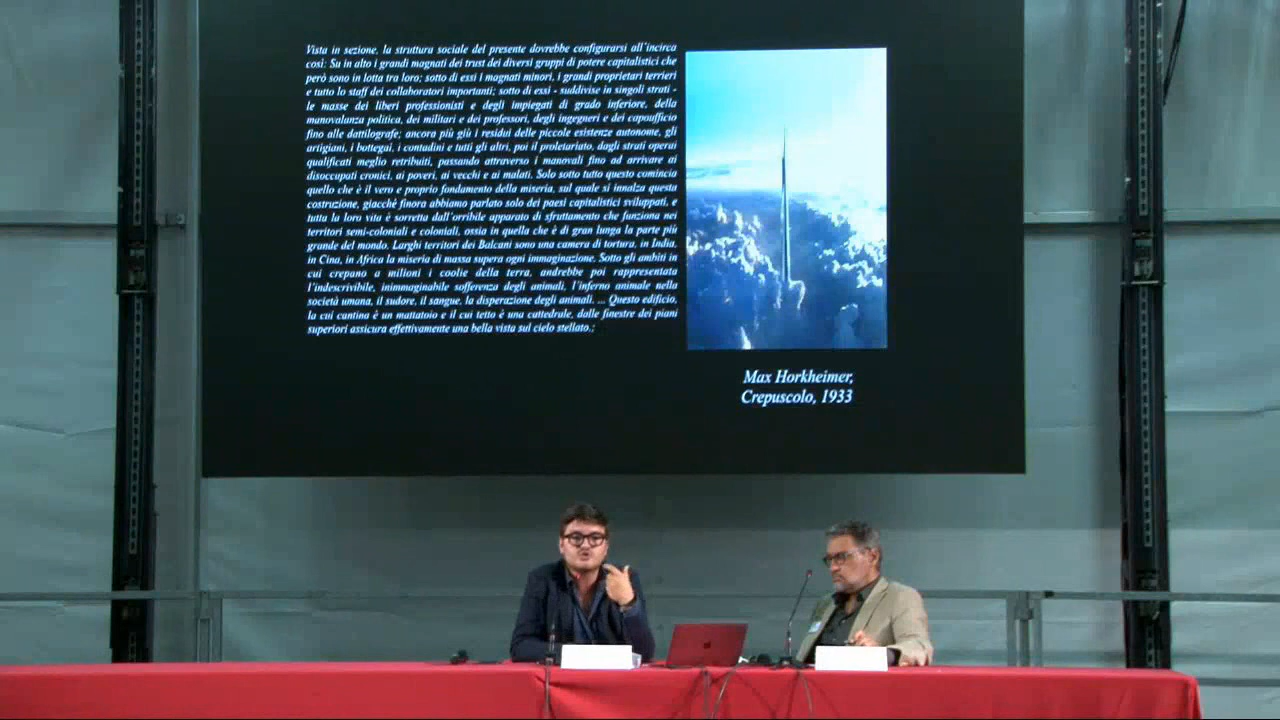 Vista in sezione, la struttura sociale del presente dovrebbe configurarsi all'incirca
così: Su in alto i grandi magnati dei trust dei diversi gruppi di potere capitalistici che
però sono in lotta tra loro; sotto di essi i magnati minori, i grandi proprietari terrieri
e tutto lo staff dei collaboratori importanti; sotto di essi - suddivise in singoli strati -
le masse dei liberi professionisti e degli impiegati di grado inferiore, della
manovalanza politica, dei militari e dei professori, degli ingegneri e dei capoufficio
fino alle dattilografe; ancora più giù i residui delle piccole esistenze autonome, gli
artigiani, i bottegai, i contadini e tutti gli altri, poi il proletariato, dagli strati operai
qualificati meglio retribuiti, passando attraverso i manovali fino ad arrivare ai
disoccupati cronici, ai poveri, ai vecchi e ai malati. Solo sotto tutto questo comincia
quello che è il vero e proprio fondamento della miseria, sul quale si innalza questa
costruzione, giacché finora abbiamo parlato solo dei paesi capitalistici sviluppati, e
tutta la loro vita è sorretta dall'orribile apparato di sfruttamento che funziona nei
territori semi-coloniali e coloniali, ossia in quella che è di gran lunga la parte più
grande del mondo. Larghi territori dei Balcani sono una camera di tortura, in India,
in Cina, in Africa la miseria di massa supera ogni immaginazione. Sotto gli ambiti in
cui crepano a milioni i coolie della terra, andrebbe poi rappresentata
l'indescrivibile, inimmaginabile sofferenza degli animali, l'inferno animale nella
società umana, il sudore, il sangue, la disperazione degli animali. ... Questo edificio,
la cui cantina è un mattatoio e il cui tetto è una cattedrale, dalle finestre dei piani
superiori assicura effettivamente una bella vista sul cielo stellato.;
Max Horkheimer,
Crepuscolo, 1933